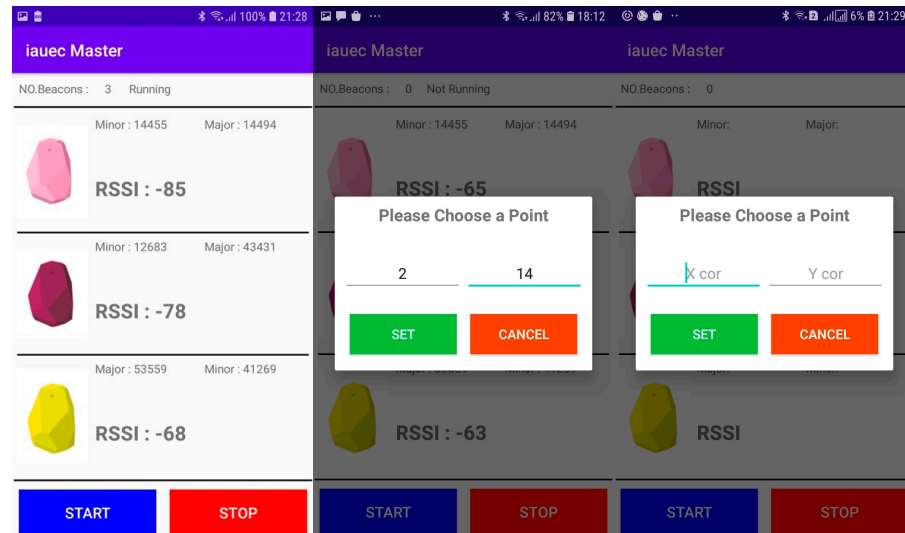 100% 21:28
iauec Master
NO.Beacons : 3 Running
Minor : 14455 Major : 14494
RSSI : -85
Minor : 12683 Major : 43431
RSSI : -78
Major : 53559 Minor : 41269
RSSI : -68
START STOP
82% 18:12
iauec Master
NO.Beacons : 0 Not Running
Minor : 14455 Major : 14494
RSSI : -65
Please Choose a Point
2 14
SET CANCEL
RSSI : -63
START STOP
2 6% 21:29
iauec Master
NO.Beacons : 0
Minor: Major:
RSSI
Please Choose a Point
X cor Y cor
SET CANCEL
RSSI
START STOP